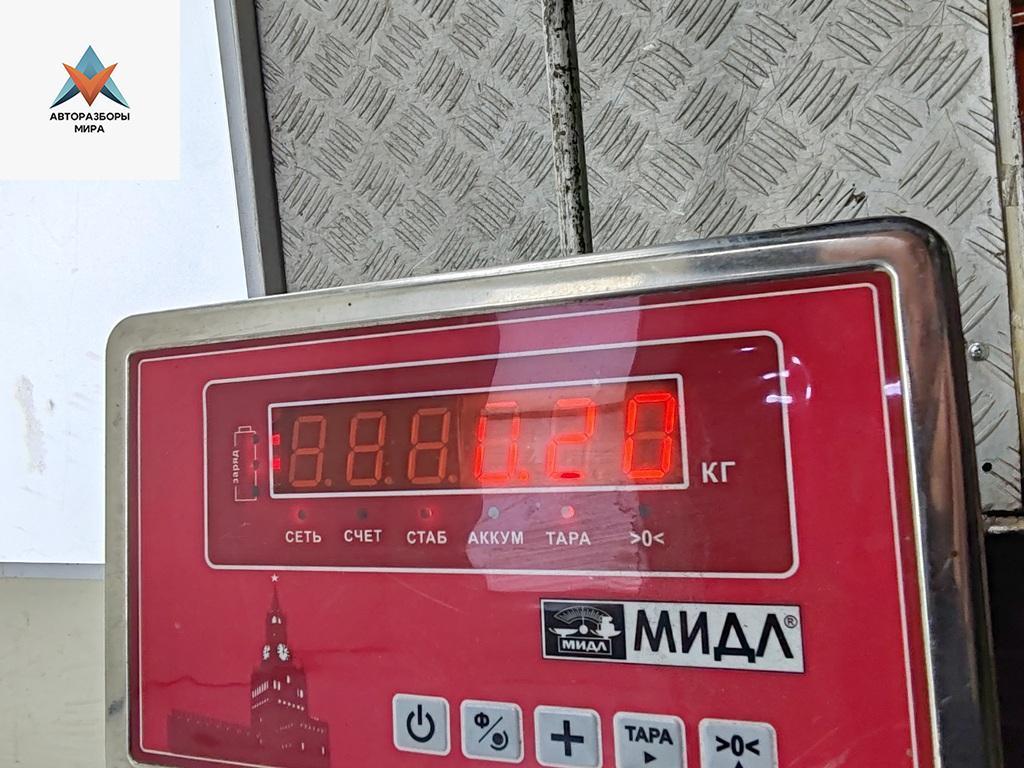 АВТОРАЗБОРЫ
МИРА
заряд
0.20
КГ
СЕТЬ СЧЕТ СТАБ АККУМ ТАРА >0<
МИДЛ
МИДЛ®
Ф
ТАРА
>0<